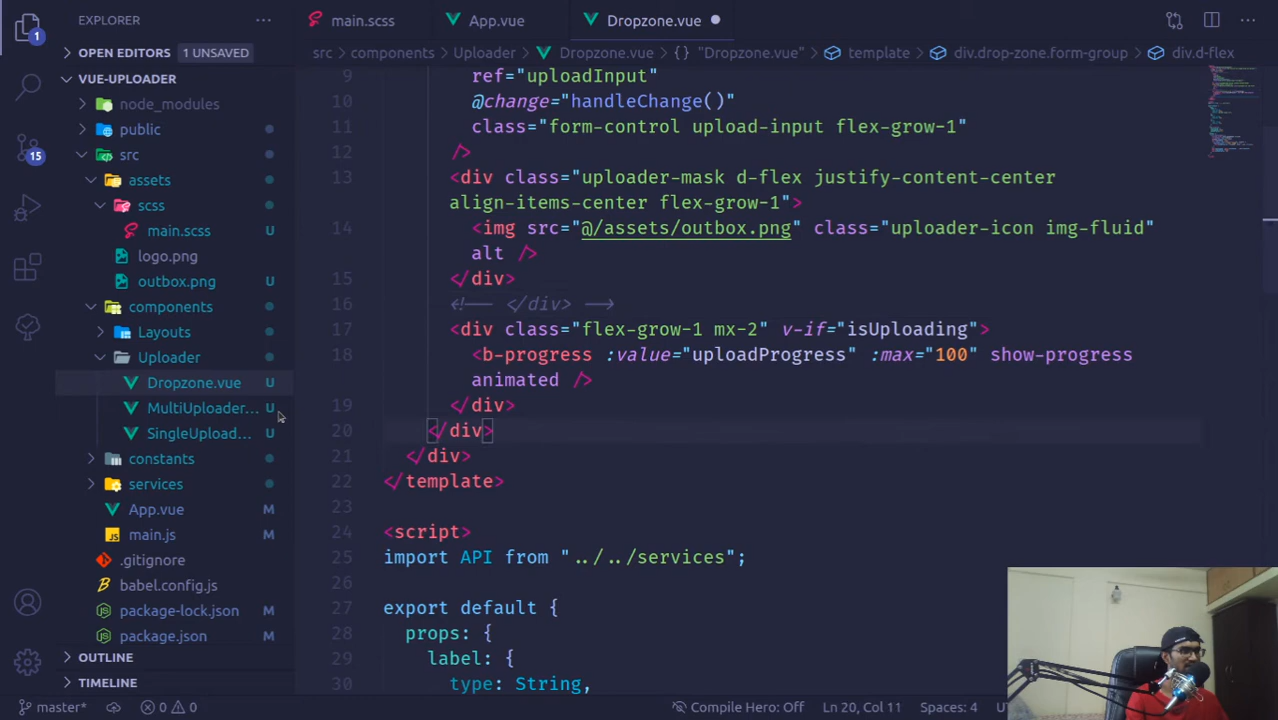 EXPLORER
OPEN EDITORS 1 UNSAVED
VUE-UPLOADER
node_modules
public
src
assets
scss
main.scss U
logo.png
outbox.png U
components
Layouts
Uploader
Dropzone.vue U
MultiUploader... U
SingleUpload... U
constants
services
App.vue M
main.js M
.gitignore
babel.config.js
package-lock.json M
package.json M
OUTLINE
TIMELINE
1
15
main.scss App.vue Dropzone.vue
src > components > Uploader > Dropzone.vue > {} "Dropzone.vue" > template > div.drop-zone.form-group > div.d-flex
9 ref="uploadInput"
10 @change="handleChange()"
11 class="form-control upload-input flex-grow-1"
12 />
13 <div class="uploader-mask d-flex justify-content-center
align-items-center flex-grow-1">
14 <img src="@/assets/outbox.png" class="uploader-icon img-fluid"
alt />
15 </div>
16 <!-- </div> -->
17 <div class="flex-grow-1 mx-2" v-if="isUploading">
18 <b-progress :value="uploadProgress" :max="100" show-progress
animated />
19 </div>
20 </div>
21 </div>
22 </template>
23
24 <script>
25 import API from "../../services";
26
27 export default {
28 props: {
29 label: {
30 type: String,
master* 0 0 Compile Hero: Off Ln 20, Col 11 Spaces: 4